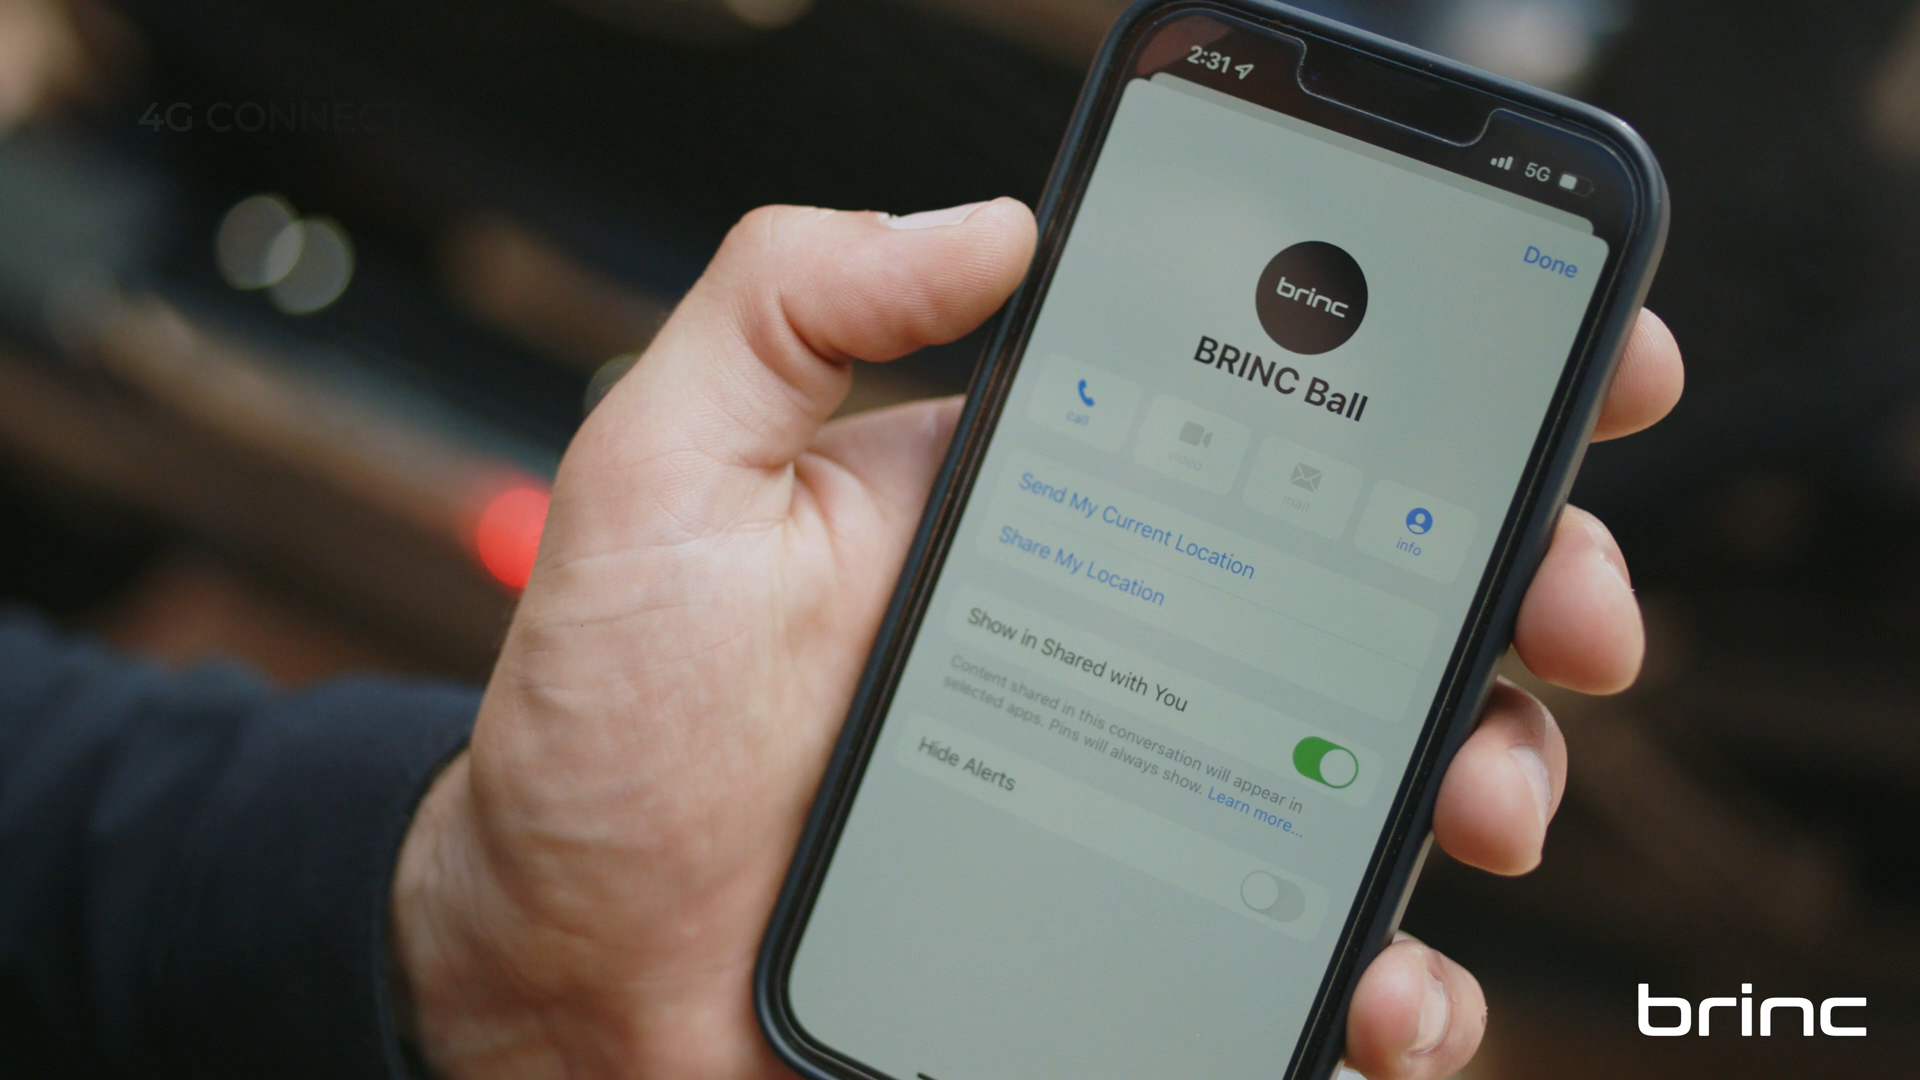 4G CONNECT
2:31
5G
Done
brinc
BRINC Ball
call
video
mail
info
Send My Current Location
Share My Location
Show in Shared with You
Content shared in this conversation will appear in
selected apps. Pins will always show. Learn more...
Hide Alerts
brinc